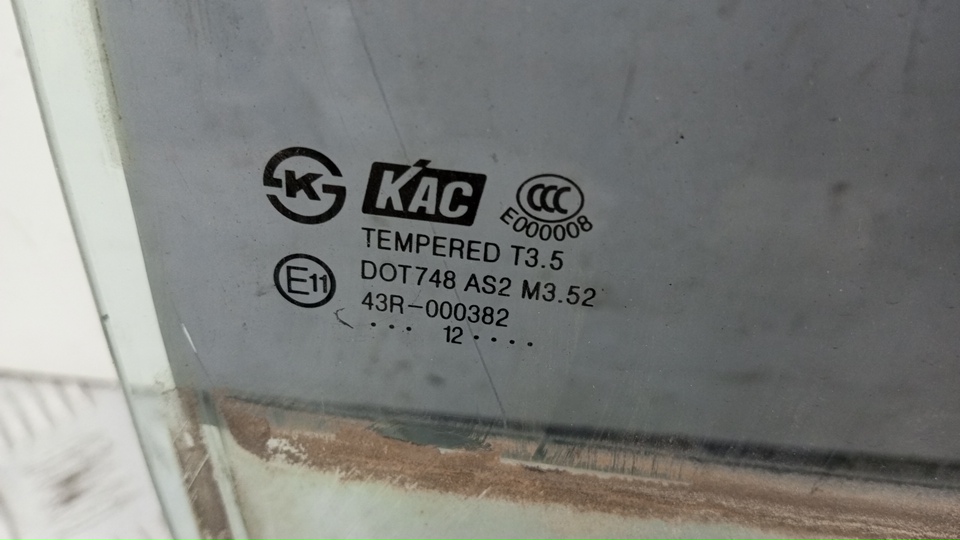 K KAC CCC
E000008
TEMPERED T3.5
E11 DOT748 AS2 M3.52
43R-000382
... 12 ....